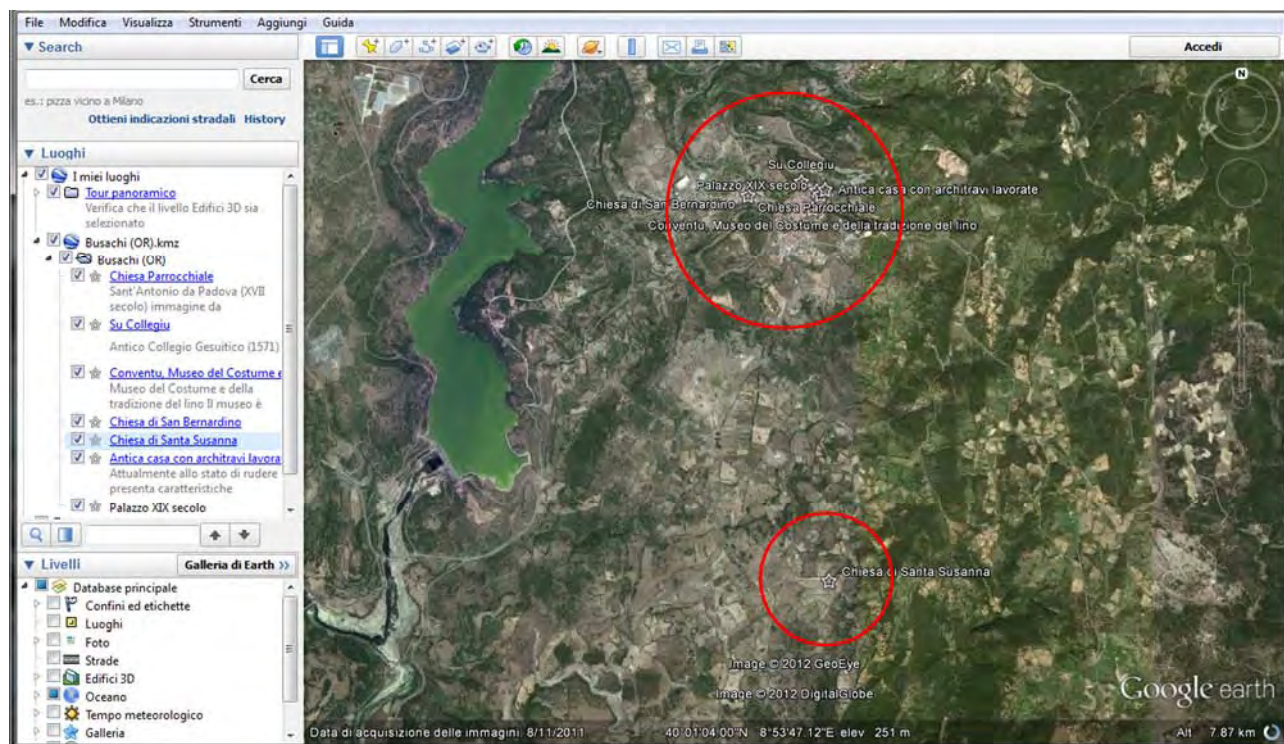 File Modifica Visualizza Strumenti Aggiungi Guida
Search
Accedi
Cerca
es.: pizza vicino a Milano
Ottieni indicazioni stradali History
Luoghi
I miei luoghi
Tour panoramico
Verifica che il livello Edifici 3D sia
selezionato
Busachi (OR).kmz
Busachi (OR)
Chiesa Parrocchiale
Sant'Antonio da Padova (XVII
secolo) immagine da
Su Collegiu
Antico Collegio Gesuitico (1571)
Conventu, Museo del Costume e
Museo del Costume e della
tradizione del lino Il museo è
Chiesa di San Bernardino
Chiesa di Santa Susanna
Antica casa con architravi lavora
Attualmente allo stato di rudere
presenta caratteristiche
Palazzo XIX secolo
Livelli Galleria di Earth >>
Database principale
Confini ed etichette
Luoghi
Foto
Strade
Edifici 3D
Oceano
Tempo meteorologico
Galleria
N
Su Collegiu
Palazzo XIX secolo
Antica casa con architravi lavorate
Chiesa di San Bernardino
Chiesa Parrocchiale
Conventu, Museo del Costume e della tradizione del lino
Chiesa di Santa Susanna
Image © 2012 GeoEye
Image © 2012 DigitalGlobe
Google earth
Data di acquisizione delle immagini: 8/11/2011 40°01'04.00"N 8°53'47.12"E elev 251 m Alt 7.87 km